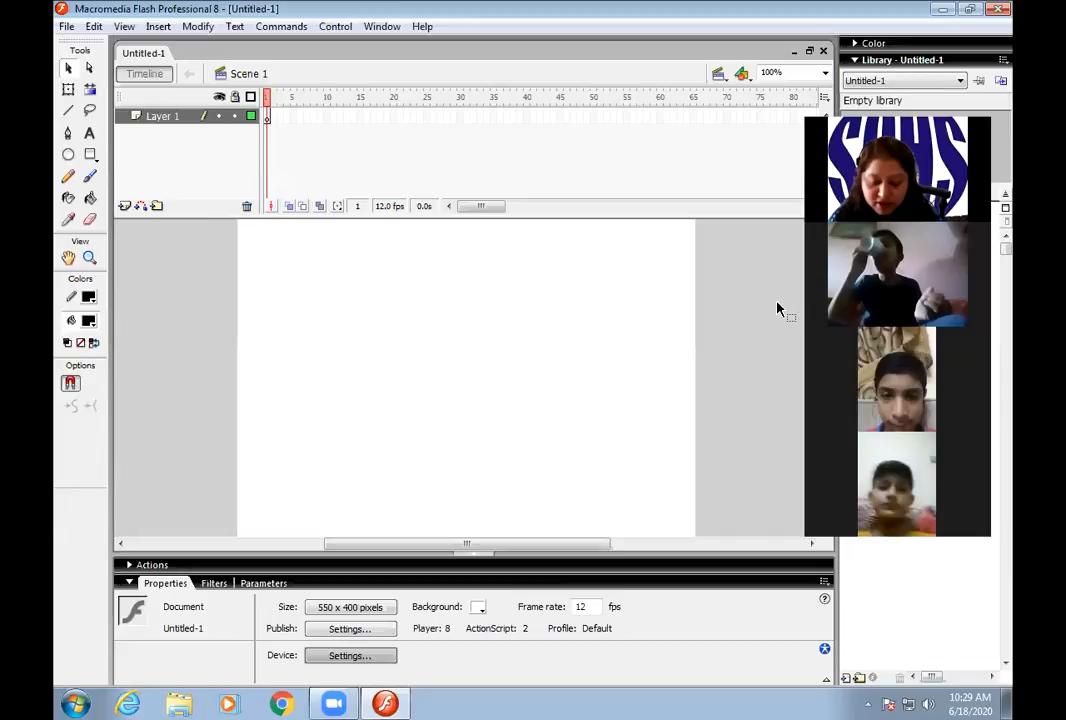 Macromedia Flash Professional 8 - [Untitled-1]
File Edit View Insert Modify Text Commands Control Window Help
Tools
Untitled-1
Color
Library - Untitled-1
Timeline
Scene 1
100%
Untitled-1
Empty library
5 10 15 20 25 30 35 40 45 50 55 60 65 70 75 80
Layer 1
1 12.0 fps 0.0s
View
Colors
Options
Actions
Properties Filters Parameters
Document
Size: 550 x 400 pixels Background: Frame rate: 12 fps
Untitled-1
Publish: Settings... Player: 8 ActionScript: 2 Profile: Default
Device: Settings...
10:29 AM
6/18/2020